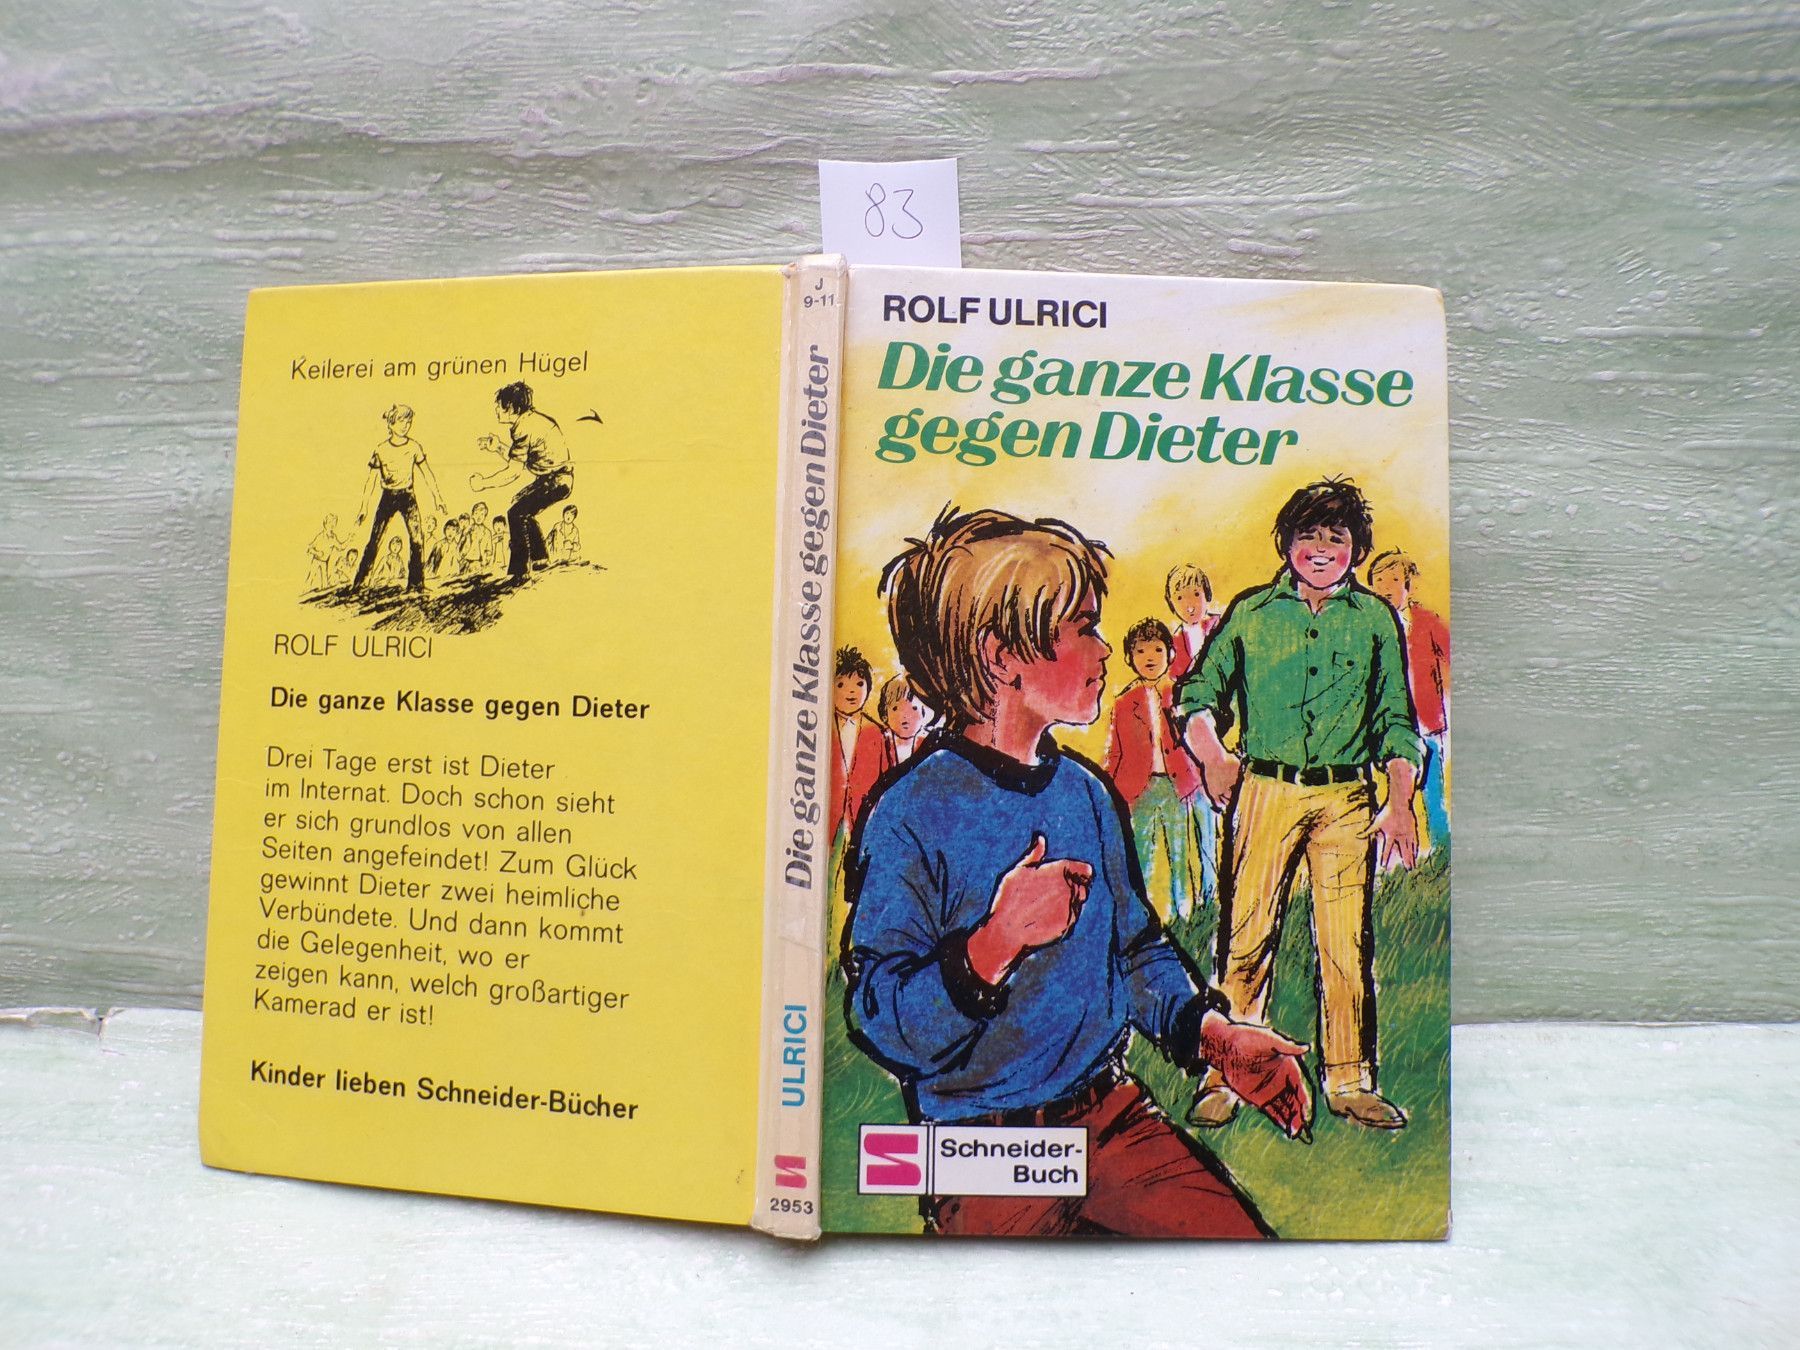 83
Keilerei am grünen Hügel
ROLF ULRICI
Die ganze Klasse gegen Dieter
Drei Tage erst ist Dieter
im Internat. Doch schon sieht
er sich grundlos von allen
Seiten angefeindet! Zum Glück
gewinnt Dieter zwei heimliche
Verbündete. Und dann kommt
die Gelegenheit, wo er
zeigen kann, welch großartiger
Kamerad er ist!
Kinder lieben Schneider-Bücher
J
9-11
Die ganze Klasse gegen Dieter
ULRICI
2953
ROLF ULRICI
Die ganze Klasse
gegen Dieter
Schneider-
Buch